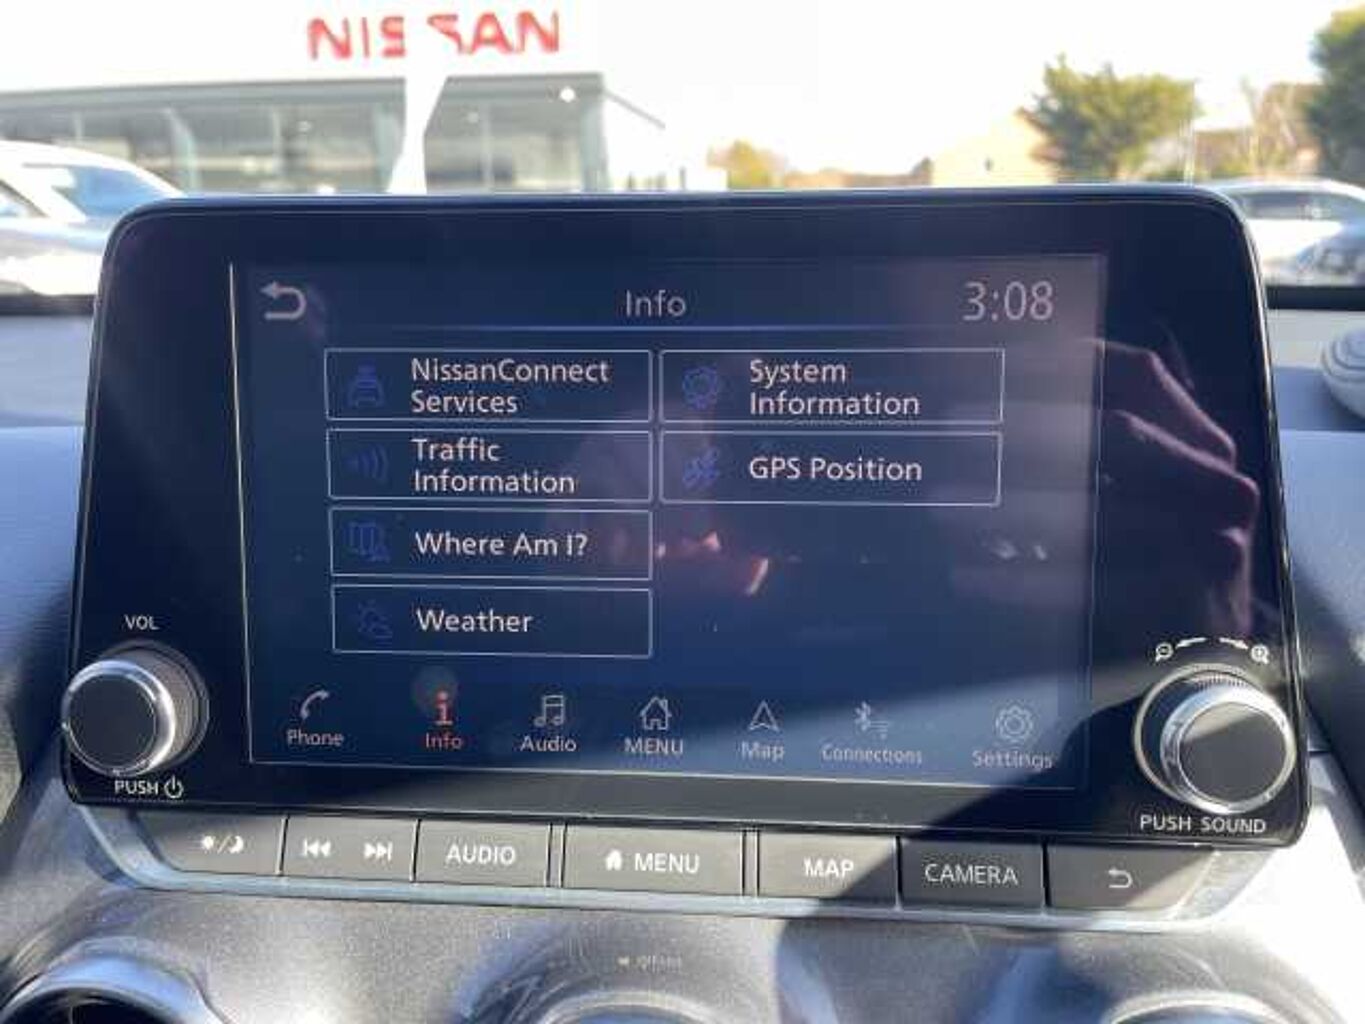 NISSAN
Info
3:08
NissanConnect
Services
System
Information
Traffic
Information
GPS Position
Where Am I?
Weather
VOL
Phone
Info
Audio
MENU
Map
Connections
Settings
PUSH
PUSH SOUND
AUDIO
MENU
MAP
CAMERA